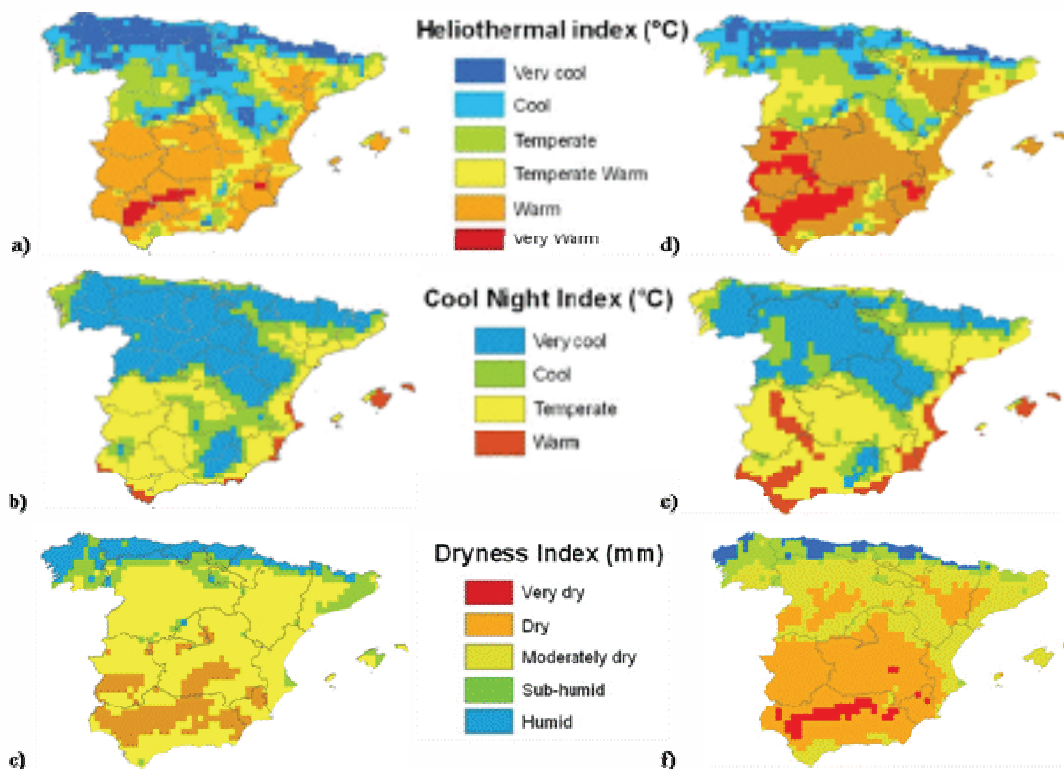 Heliothermal index (°C)
Very cool
Cool
Temperate
Temperate Warm
Warm
Very Warm
a)
d)
Cool Night Index (°C)
Very cool
Cool
Temperate
Warm
b)
e)
Dryness Index (mm)
Very dry
Dry
Moderately dry
Sub-humid
Humid
c)
f)